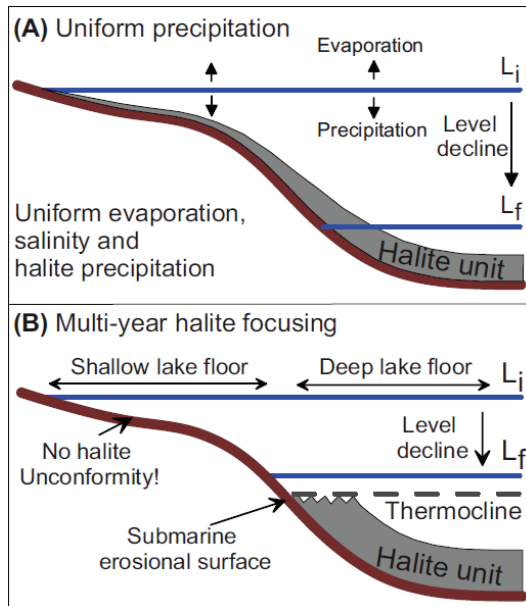 (A) Uniform precipitation
Evaporation
Li
Precipitation
Level
decline
Lf
Uniform evaporation,
salinity and
halite precipitation
Halite unit
(B) Multi-year halite focusing
Shallow lake floor
Deep lake floor
Li
No halite
Unconformity!
Level
decline
Lf
Thermocline
Submarine
erosional surface
Halite unit